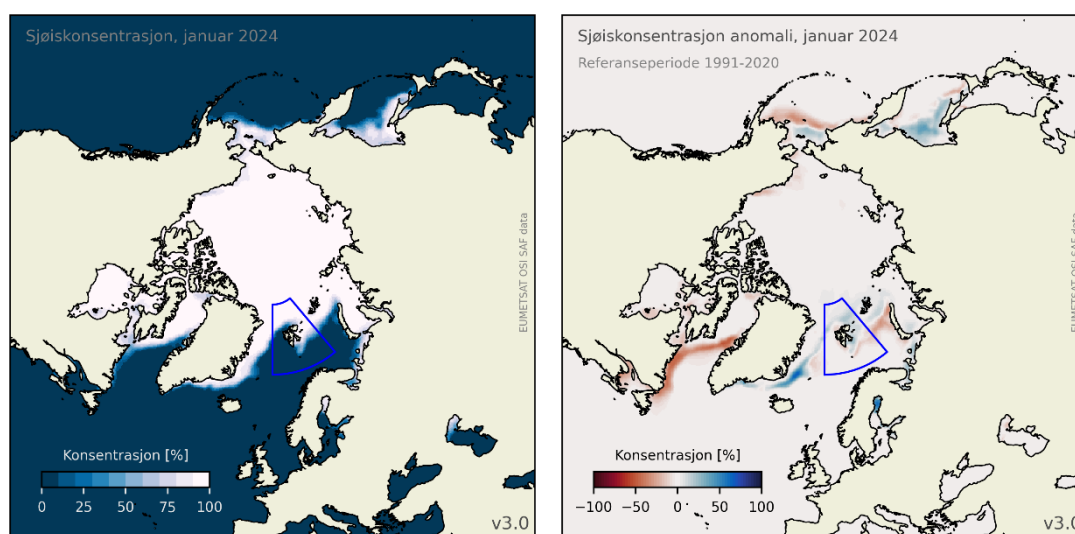 Sjøiskonsentrasjon, januar 2024
EUMETSAT OSI SAF data
Konsentrasjon [%]
0 25 50 75 100
v3.0
Sjøiskonsentrasjon anomali, januar 2024
Referanseperiode 1991-2020
EUMETSAT OSI SAF data
Konsentrasjon [%]
−100 −50 0 50 100
v3.0